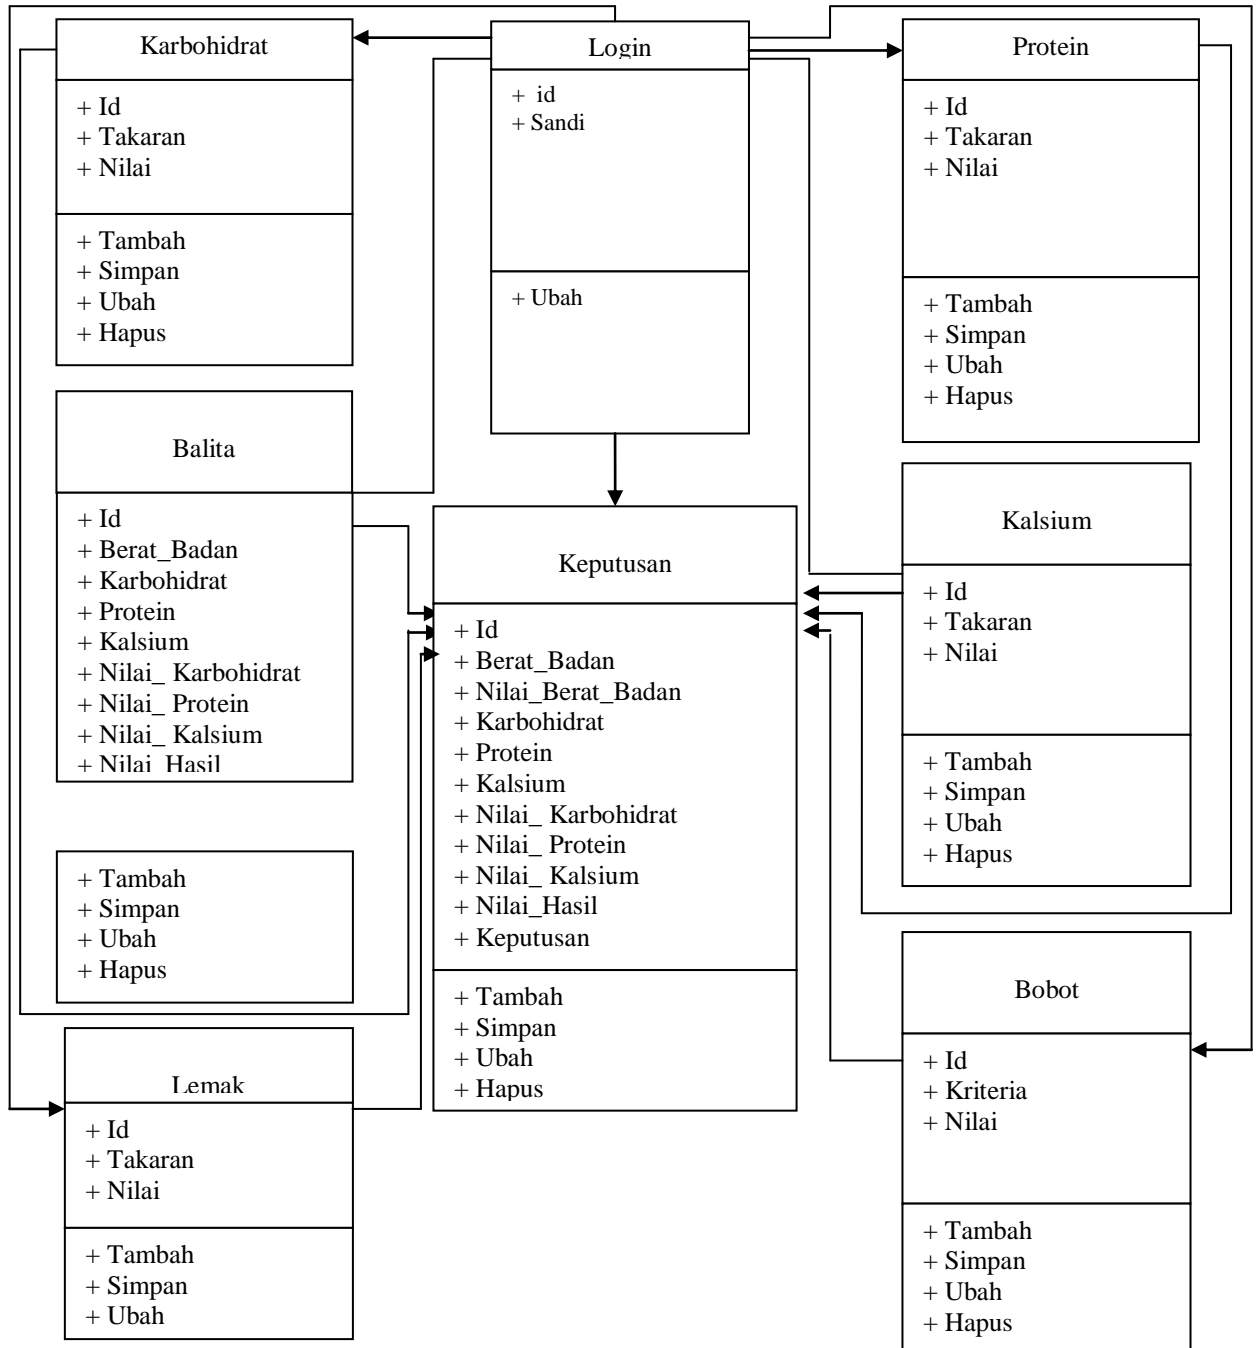 Karbohidrat
+ Id
+ Takaran
+ Nilai
+ Tambah
+ Simpan
+ Ubah
+ Hapus
Login
+ id
+ Sandi
+ Ubah
Protein
+ Id
+ Takaran
+ Nilai
+ Tambah
+ Simpan
+ Ubah
+ Hapus
Balita
+ Id
+ Berat_Badan
+ Karbohidrat
+ Protein
+ Kalsium
+ Nilai_ Karbohidrat
+ Nilai_ Protein
+ Nilai_ Kalsium
+ Nilai_Hasil
+ Tambah
+ Simpan
+ Ubah
+ Hapus
Keputusan
+ Id
+ Berat_Badan
+ Nilai_Berat_Badan
+ Karbohidrat
+ Protein
+ Kalsium
+ Nilai_ Karbohidrat
+ Nilai_ Protein
+ Nilai_ Kalsium
+ Nilai_Hasil
+ Keputusan
+ Tambah
+ Simpan
+ Ubah
+ Hapus
Kalsium
+ Id
+ Takaran
+ Nilai
+ Tambah
+ Simpan
+ Ubah
+ Hapus
Lemak
+ Id
+ Takaran
+ Nilai
+ Tambah
+ Simpan
+ Ubah
Bobot
+ Id
+ Kriteria
+ Nilai
+ Tambah
+ Simpan
+ Ubah
+ Hapus